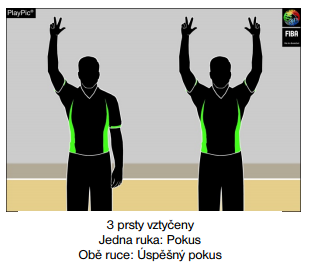 PlayPic®
FIBA
3 prsty vztyčeny
Jedna ruka: Pokus
Obě ruce: Úspěšný pokus